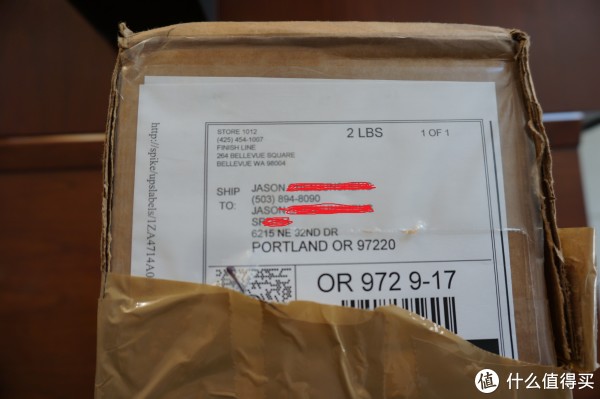 http://spike/upslabels/1ZA4714A0
STORE 1012
(425) 454-1007
FINISH LINE
264 BELLEVUE SQUARE
BELLEVUE WA 98004
2 LBS
1 OF 1
SHIP TO:
JASON
(503) 894-8090
JASON
6215 NE 92ND DR
PORTLAND OR 97220
OR 972 9-17
值 什么值得买